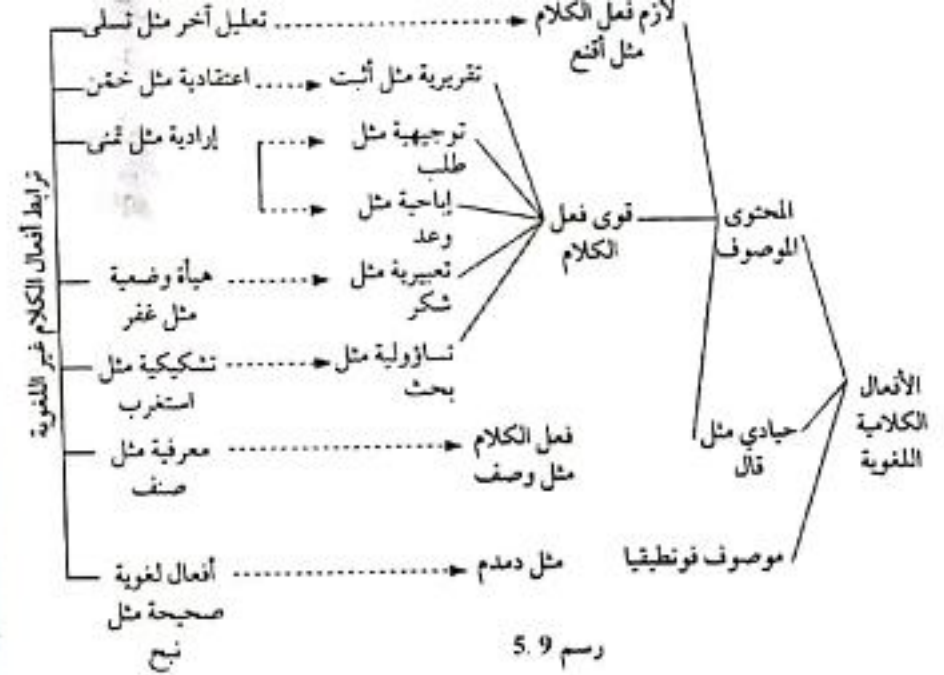 لازم فعل الكلام
مثل أقنع
تعليل آخر مثل تسلى
تقريرية مثل أثبت
اعتقادية مثل خمّن
توجيهية مثل
طلب
إرادية مثل تمنى
إباحية مثل
وعد
قوى فعل
الكلام
المحتوى
الموصوف
تعبيرية مثل
شكر
هيأة وضعية
مثل غفر
تساؤولية مثل
بحث
تشكيكية مثل
استغرب
الأفعال
الكلامية
اللغوية
حيادي مثل
قال
فعل الكلام
مثل وصف
معرفية مثل
صنف
موصوف فونطيقيا
مثل دمدم
أفعال لغوية
صحيحة مثل
نبح
ترابط أفعال الكلام غير اللغوية
رسم 5.9